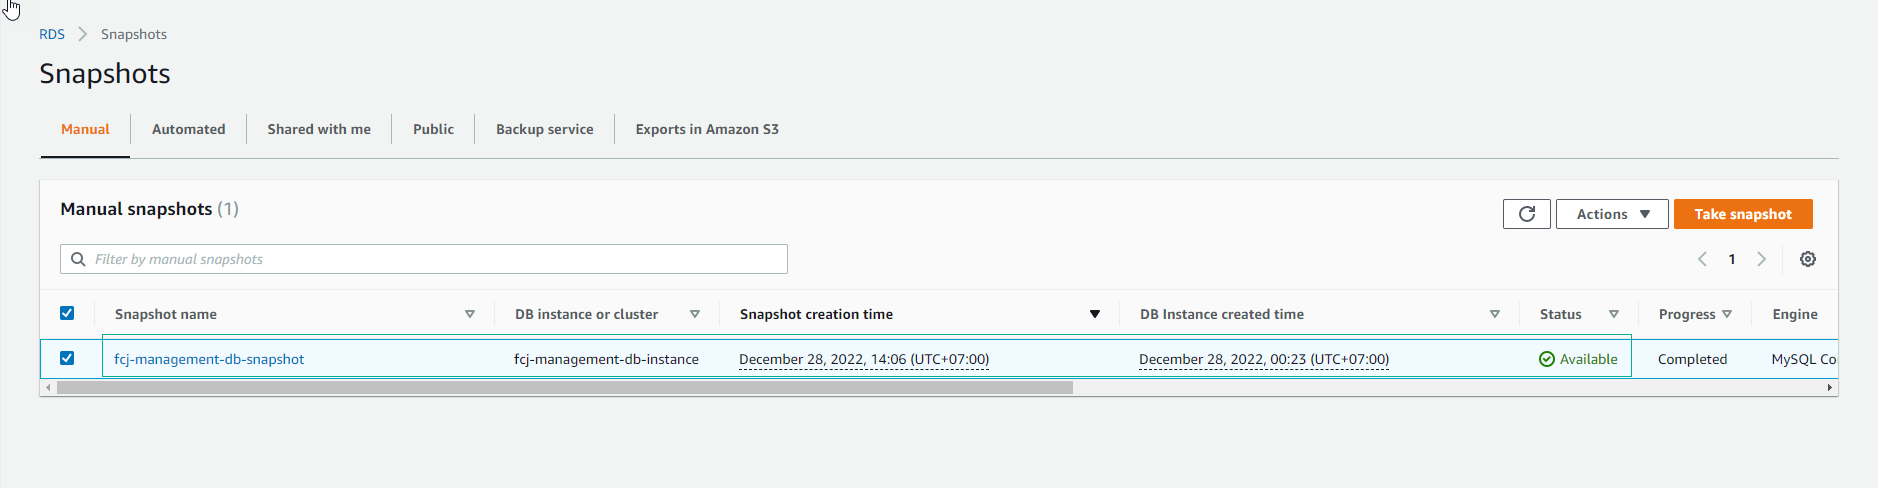 RDS Snapshots
Snapshots
Manual Automated Shared with me Public Backup service Exports in Amazon S3
Manual snapshots (1)
Actions Take snapshot
Filter by manual snapshots
1
Snapshot name DB instance or cluster Snapshot creation time DB Instance created time Status Progress Engine
fcj-management-db-snapshot fcj-management-db-instance December 28, 2022, 14:06 (UTC+07:00) December 28, 2022, 00:23 (UTC+07:00) Available Completed MySQL Co